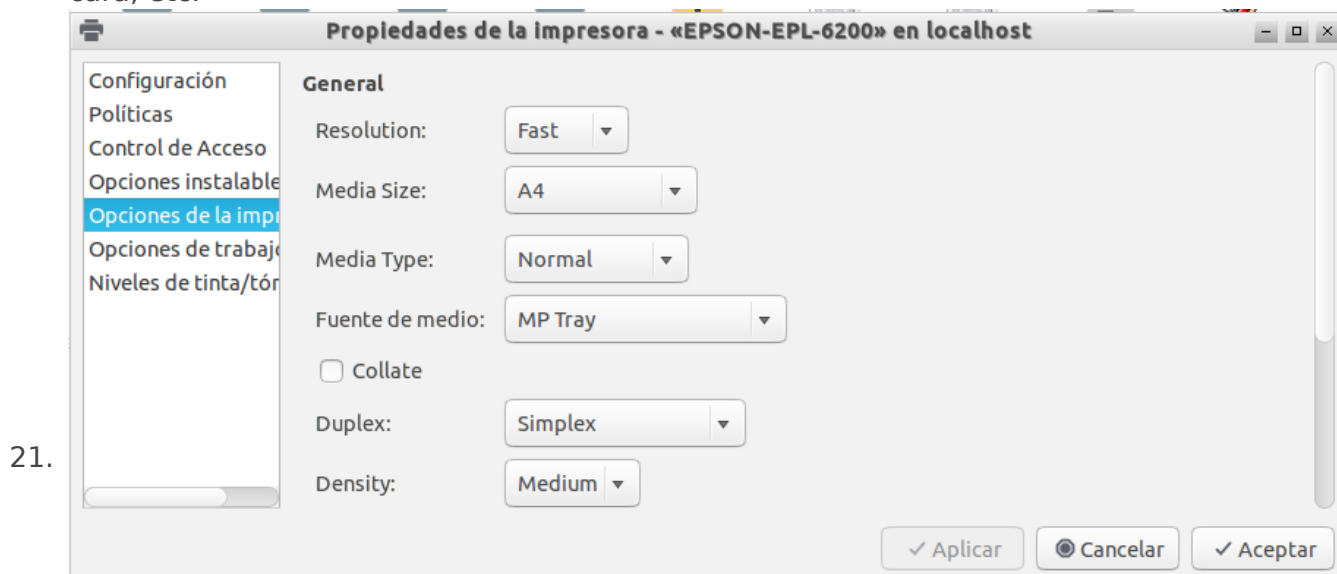 Propiedades de la impresora - «EPSON-EPL-6200» en localhost
Configuración
Políticas
Control de Acceso
Opciones instalable
Opciones de la impr
Opciones de trabajo
Niveles de tinta/tón
General
Resolution: Fast
Media Size: A4
Media Type: Normal
Fuente de medio: MP Tray
Collate
Duplex: Simplex
Density: Medium
21.
Aplicar Cancelar Aceptar